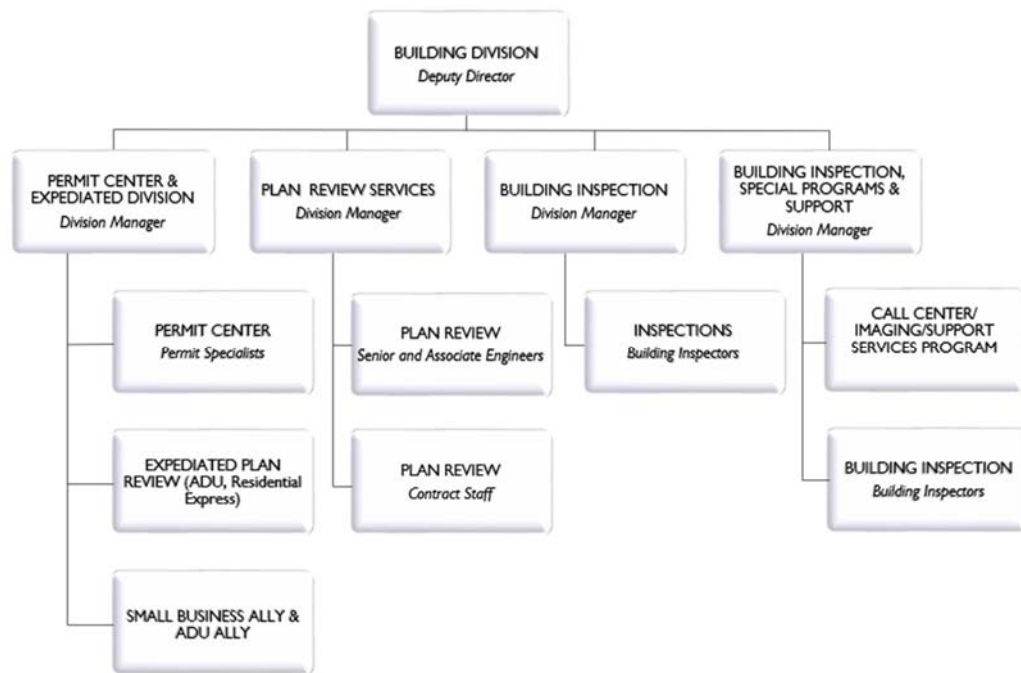 BUILDING DIVISION
Deputy Director
PERMIT CENTER &
EXPEDIATED DIVISION
Division Manager
PLAN REVIEW SERVICES
Division Manager
BUILDING INSPECTION
Division Manager
BUILDING INSPECTION,
SPECIAL PROGRAMS &
SUPPORT
Division Manager
PERMIT CENTER
Permit Specialists
PLAN REVIEW
Senior and Associate Engineers
INSPECTIONS
Building Inspectors
CALL CENTER/
IMAGING/SUPPORT
SERVICES PROGRAM
EXPEDIATED PLAN
REVIEW (ADU, Residential
Express)
PLAN REVIEW
Contract Staff
BUILDING INSPECTION
Building Inspectors
SMALL BUSINESS ALLY &
ADU ALLY